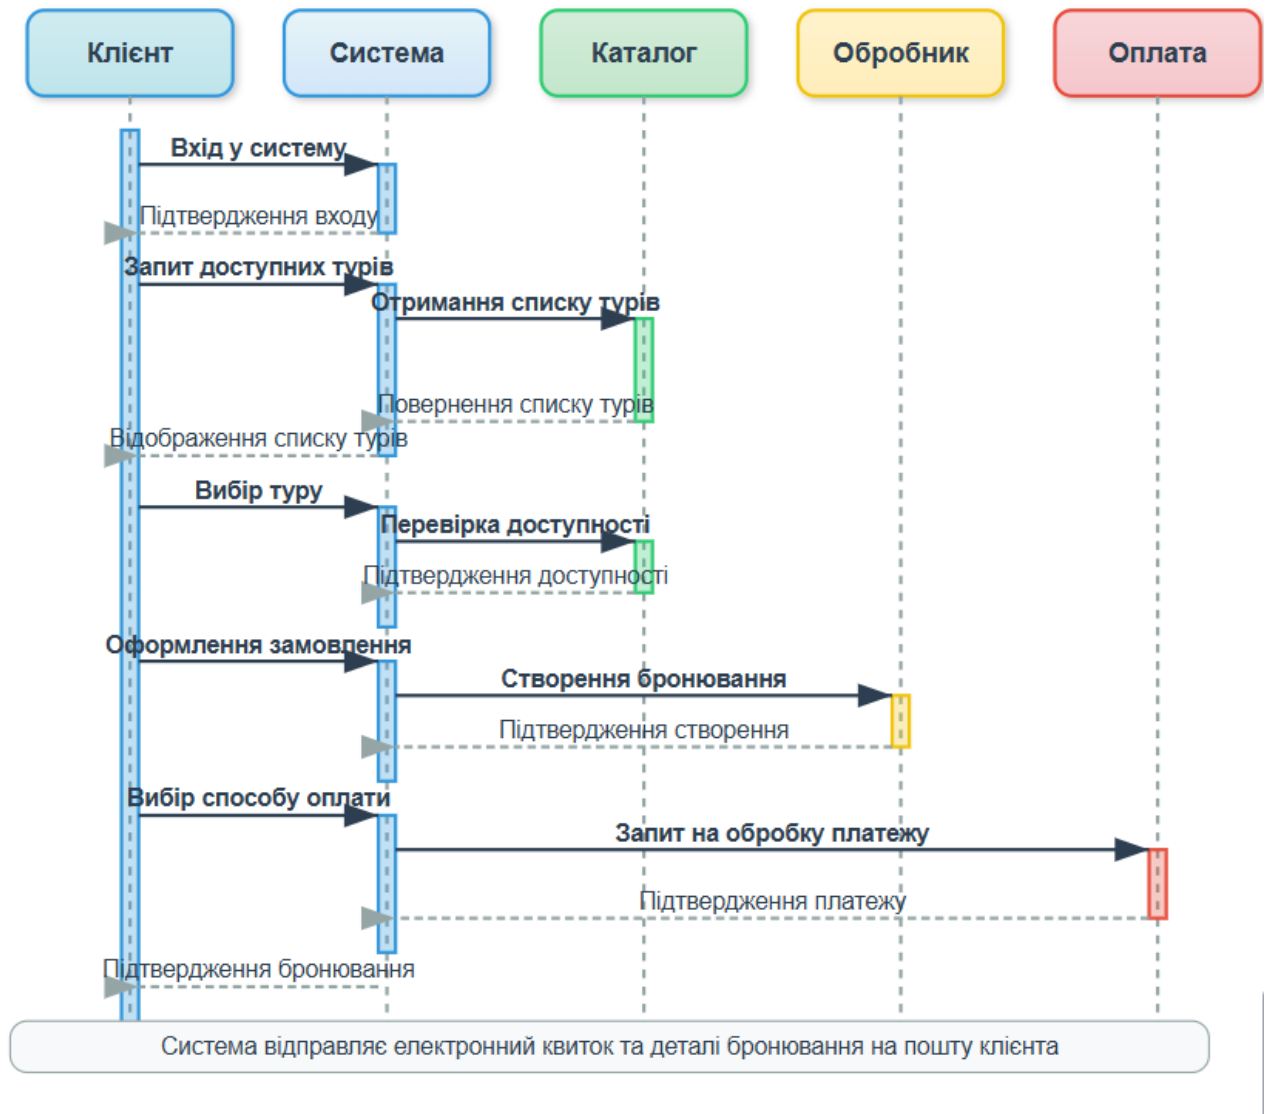 Клієнт
Система
Каталог
Обробник
Оплата
Вхід у систему
Підтвердження входу
Запит доступних турів
Отримання списку турів
Повернення списку турів
Відображення списку турів
Вибір туру
Перевірка доступності
Підтвердження доступності
Оформлення замовлення
Створення бронювання
Підтвердження створення
Вибір способу оплати
Запит на обробку платежу
Підтвердження платежу
Підтвердження бронювання
Система відправляє електронний квиток та деталі бронювання на пошту клієнта